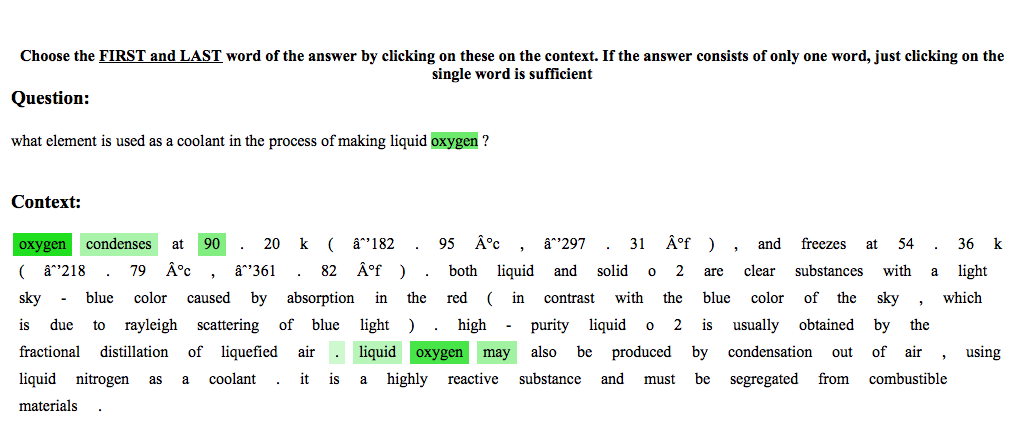 Choose the FIRST and LAST word of the answer by clicking on these on the context. If the answer consists of only one word, just clicking on the
single word is sufficient
Question:
what element is used as a coolant in the process of making liquid oxygen ?
Context:
oxygen condenses at 90 . 20 k ( âˆ’182 . 95 Â°c , âˆ’297 . 31 Â°f ) , and freezes at 54 . 36 k
( âˆ’218 . 79 Â°c , âˆ’361 . 82 Â°f ) . both liquid and solid o 2 are clear substances with a light
sky - blue color caused by absorption in the red ( in contrast with the blue color of the sky , which
is due to rayleigh scattering of blue light ) . high - purity liquid o 2 is usually obtained by the
fractional distillation of liquefied air . liquid oxygen may also be produced by condensation out of air , using
liquid nitrogen as a coolant . it is a highly reactive substance and must be segregated from combustible
materials .